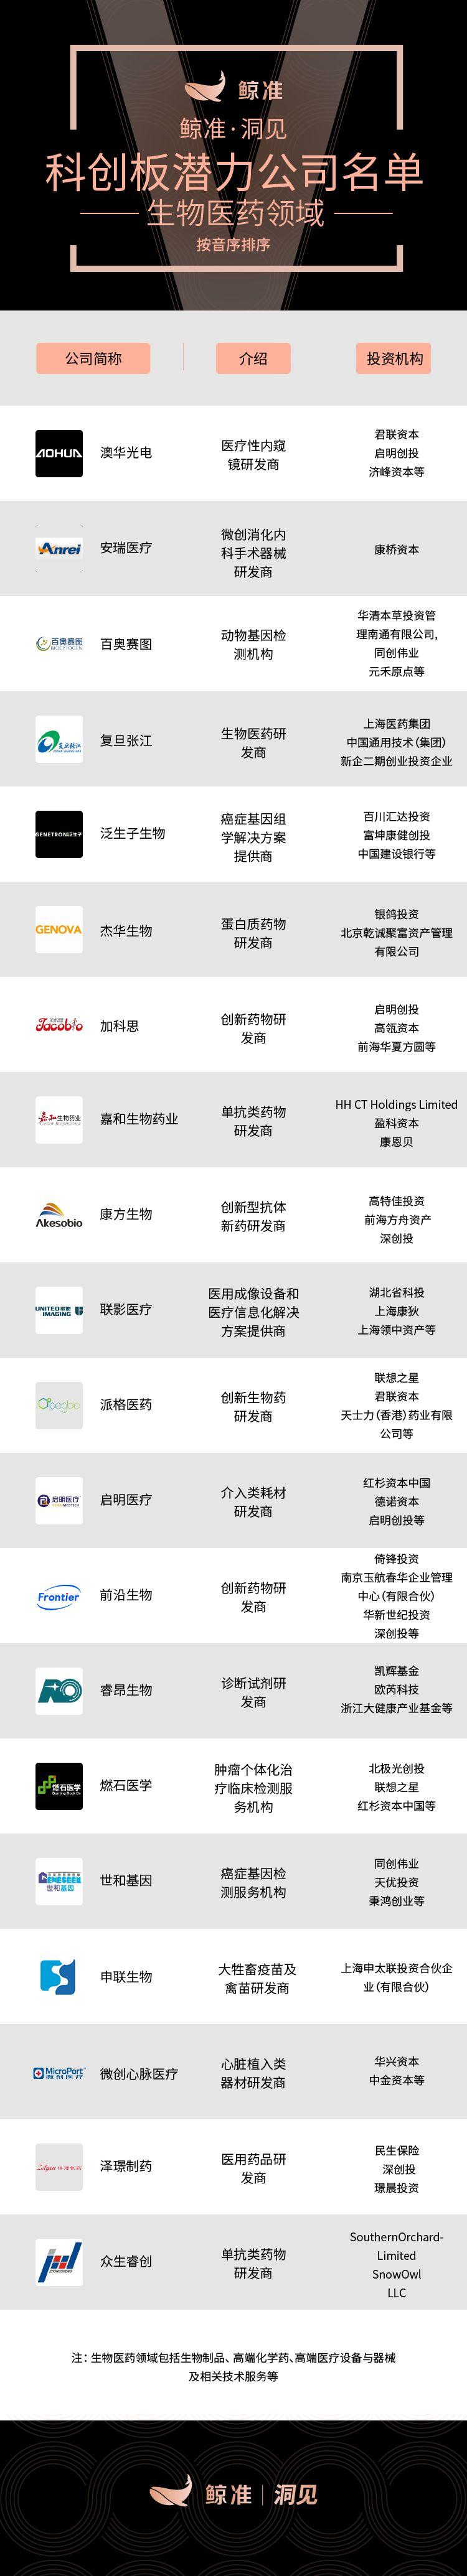 鲸准
鲸准·洞见
科创板潜力公司名单
生物医药领域
按音序排序
公司简称
介绍
投资机构
AOHUA
澳华光电
医疗性内窥
镜研发商
君联资本
启明创投
济峰资本等
Anrei
安瑞医疗
微创消化内
科手术器械
研发商
康桥资本
百奥赛图
百奥赛图
动物基因检
测机构
华清本草投资管
理南通有限公司,
同创伟业
元禾原点等
复旦张江
复旦张江
生物医药研
发商
上海医药集团
中国通用技术(集团)
新企二期创业投资企业
泛生子生物
癌症基因组
学解决方案
提供商
百川汇达投资
富坤康健创投
中国建设银行等
GENOVA
杰华生物
蛋白质药物
研发商
银鸽投资
北京乾诚聚富资产管理
有限公司
Jacobio
加科思
创新药物研
发商
启明创投
高瓴资本
前海华夏方圆等
嘉和生物药业
嘉和生物药业
单抗类药物
研发商
HH CT Holdings Limited
盈科资本
康恩贝
Akesobio
康方生物
创新型抗体
新药研发商
高特佳投资
前海方舟资产
深创投
UNITED联影
IMAGING
联影医疗
医用成像设备和
医疗信息化解决
方案提供商
湖北省科投
上海康狄
上海领中资产等
pegbio
派格医药
创新生物药
研发商
联想之星
君联资本
天士力(香港)药业有限
公司等
启明医疗
启明医疗
介入类耗材
研发商
红杉资本中国
德诺资本
启明创投等
Frontier
前沿生物
创新药物研
发商
倚锋投资
南京玉航春华企业管理
中心(有限合伙)
华新世纪投资
深创投等
睿昂生物
诊断试剂研
发商
凯辉基金
欧芮科技
浙江大健康产业基金等
燃石医学
Burning Rock Dx
燃石医学
肿瘤个体化治
疗临床检测服
务机构
北极光创投
联想之星
红杉资本中国等
GENESEEQ
世和基因
世和基因
癌症基因检
测服务机构
同创伟业
天优投资
秉鸿创业等
申联生物
大牲畜疫苗及
禽苗研发商
上海申太联投资合伙企
业(有限合伙)
MicroPort
微创医疗
微创心脉医疗
心脏植入类
器材研发商
华兴资本
中金资本等
Zelgen 泽璟制药
泽璟制药
医用药品研
发商
民生保险
深创投
璟晨投资
ZHONGSHENG
众生睿创
单抗类药物
研发商
SouthernOrchard-
Limited
SnowOwl
LLC
注：生物医药领域包括生物制品、高端化学药、高端医疗设备与器械
及相关技术服务等
鲸准｜洞见